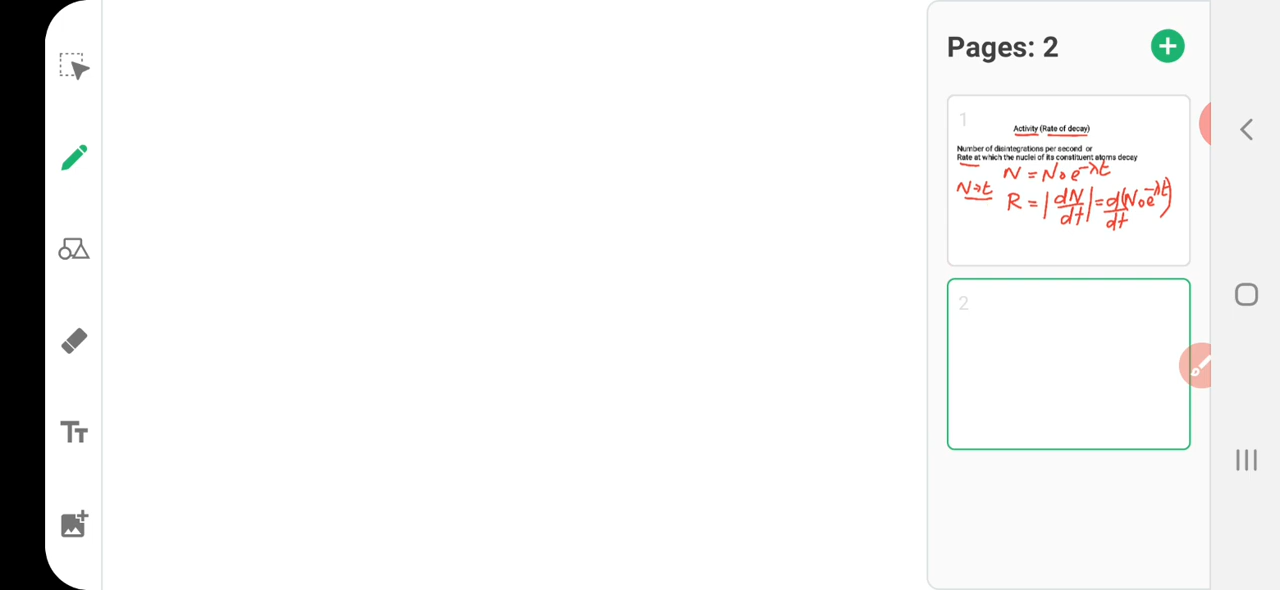 Pages: 2
1
Activity (Rate of decay)
Number of disintegrations per second or
Rate at which the nuclei of its constituent atoms decay
N = N₀e^-λt
N→t
R = |dN/dt| = d/dt(N₀e^-λt)
2
Tт